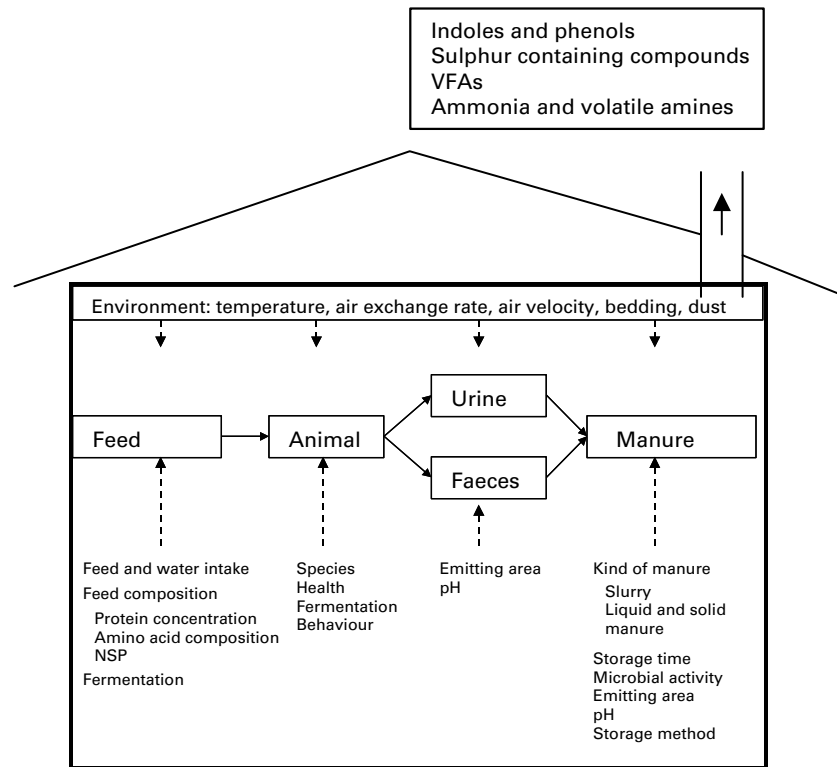 Indoles and phenols
Sulphur containing compounds
VFAs
Ammonia and volatile amines
Environment: temperature, air exchange rate, air velocity, bedding, dust
Urine
Feed
Animal
Manure
Faeces
Feed and water intake
Feed composition
Protein concentration
Amino acid composition
NSP
Fermentation
Species
Health
Fermentation
Behaviour
Emitting area
pH
Kind of manure
Slurry
Liquid and solid
manure
Storage time
Microbial activity
Emitting area
pH
Storage method